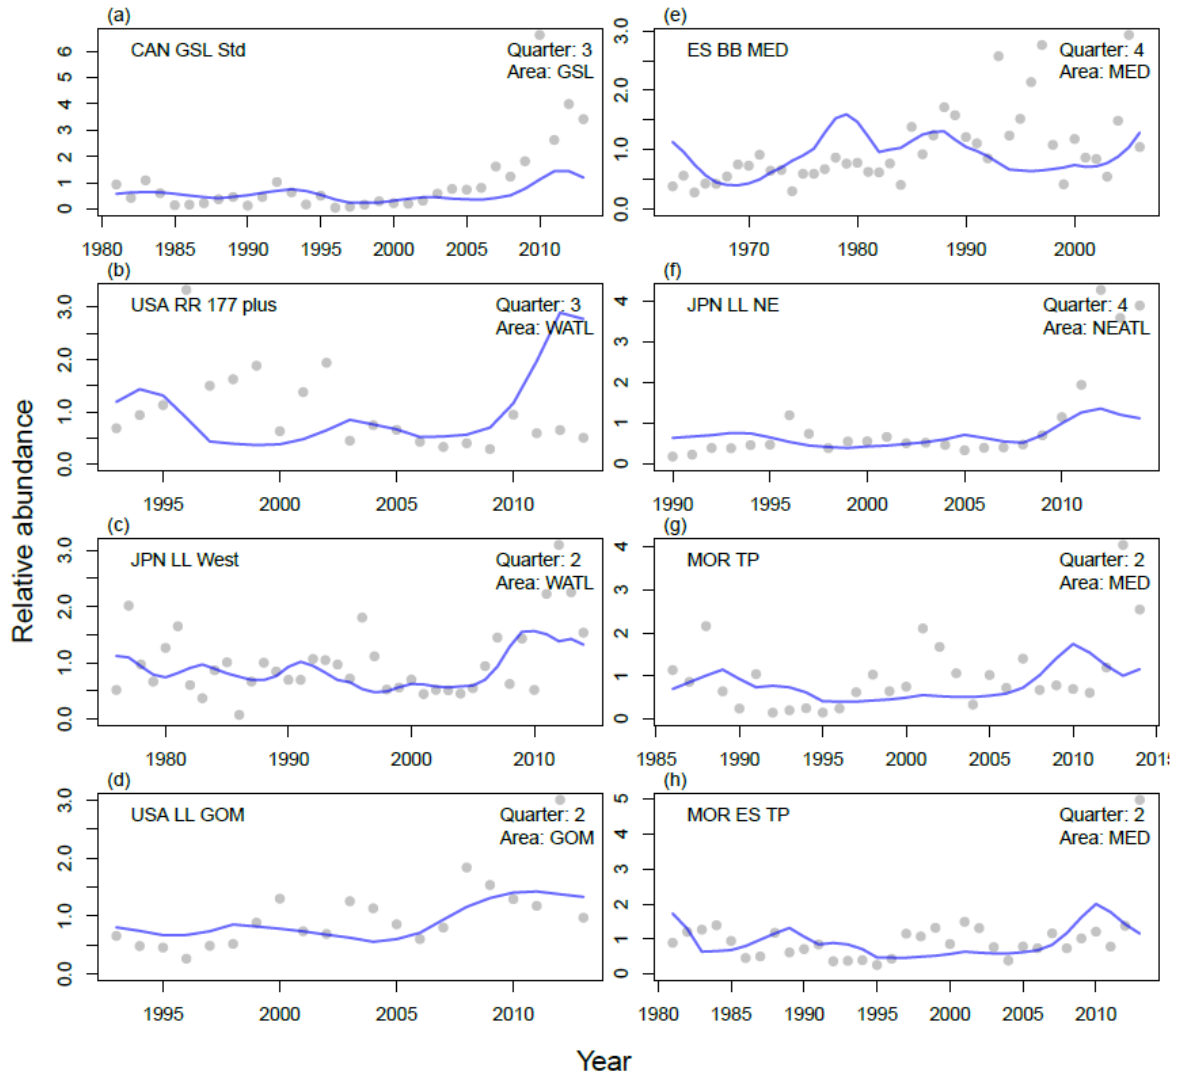 (a)
CAN GSL Std
Quarter: 3
Area: GSL
0 1 2 3 4 5 6
1980 1985 1990 1995 2000 2005 2010
(b)
USA RR 177 plus
Quarter: 3
Area: WATL
0.0 1.0 2.0 3.0
1995 2000 2005 2010
(c)
JPN LL West
Quarter: 2
Area: WATL
0.0 1.0 2.0 3.0
1980 1990 2000 2010
(d)
USA LL GOM
Quarter: 2
Area: GOM
0.0 1.0 2.0 3.0
1995 2000 2005 2010
(e)
ES BB MED
Quarter: 4
Area: MED
0.0 1.0 2.0 3.0
1970 1980 1990 2000
(f)
JPN LL NE
Quarter: 4
Area: NEATL
0 1 2 3 4
1990 1995 2000 2005 2010
(g)
MOR TP
Quarter: 2
Area: MED
0 1 2 3 4
1985 1990 1995 2000 2005 2010 201
(h)
MOR ES TP
Quarter: 2
Area: MED
0 1 2 3 4 5
1980 1985 1990 1995 2000 2005 2010
Relative abundance
Year